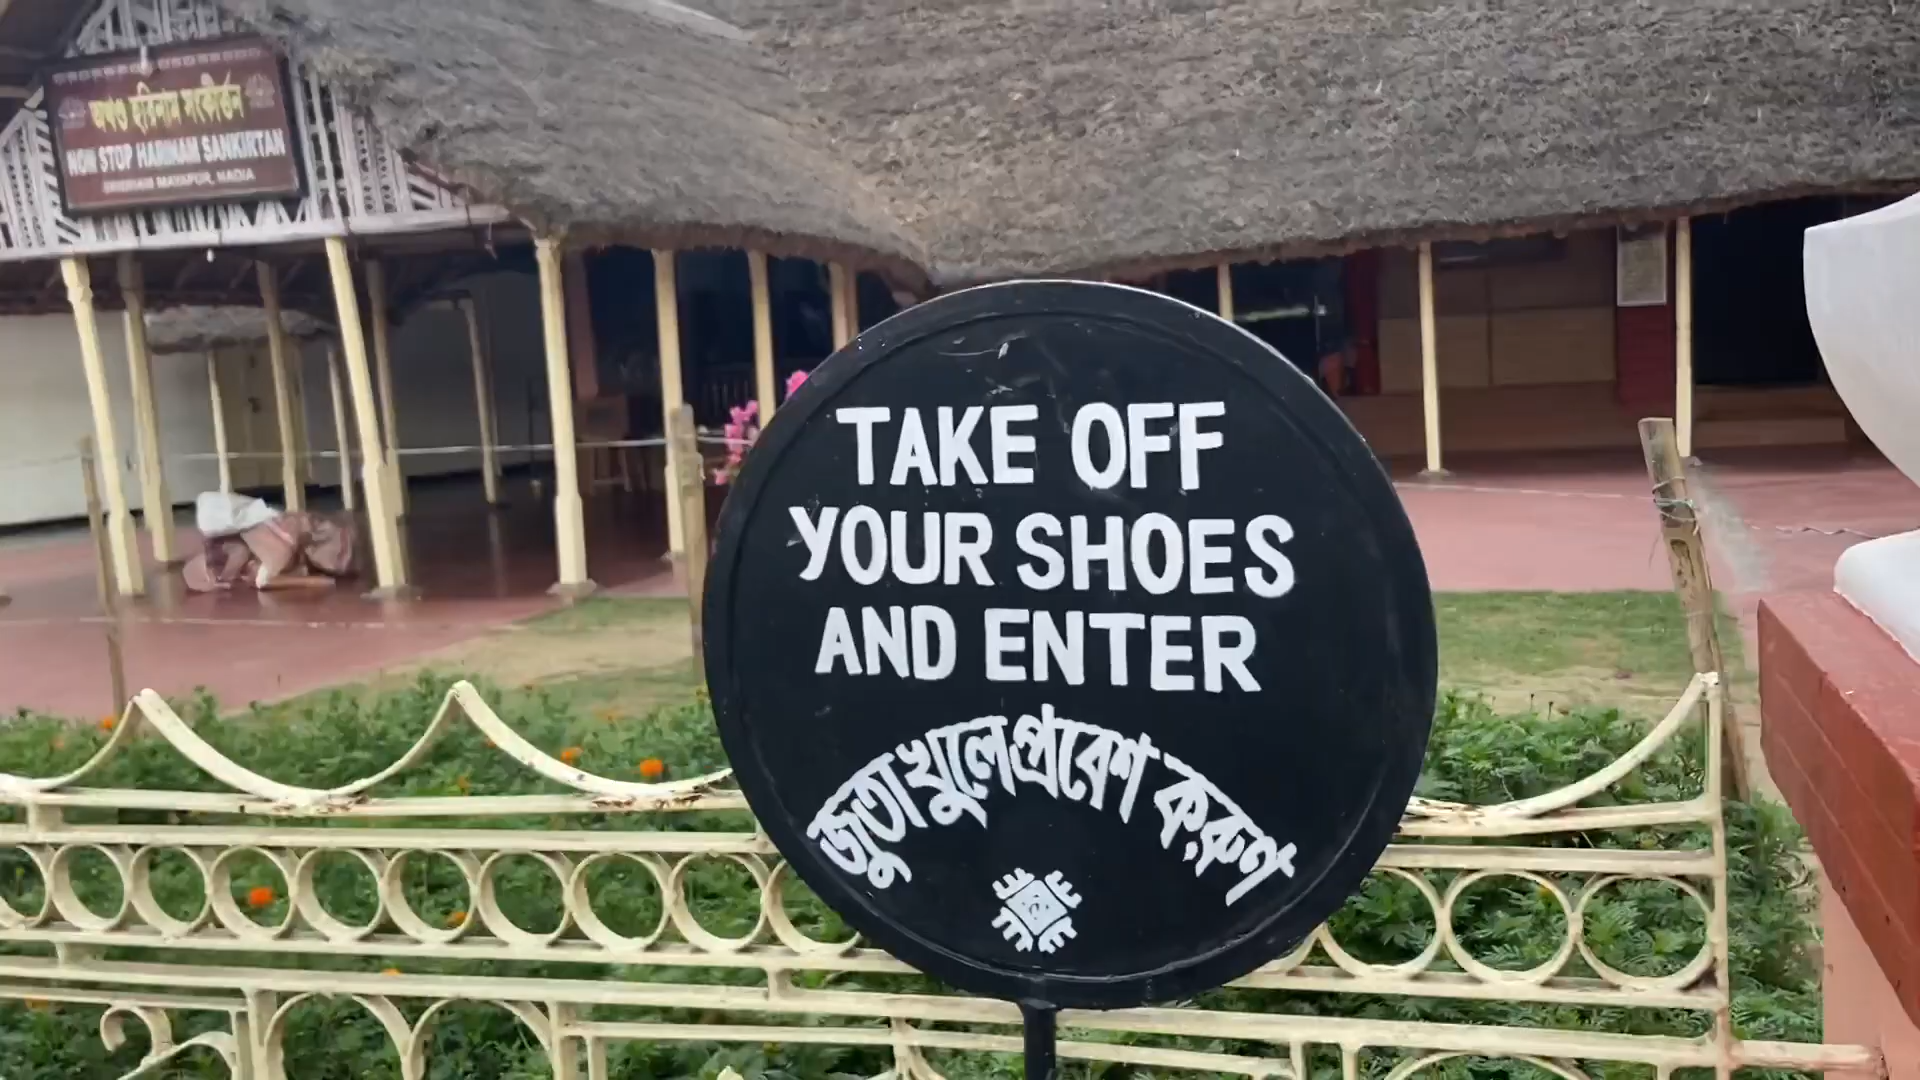 অখণ্ড হরিনাম সংকীর্তন
NON STOP HARINAM SANKIRTAN
SRIDHAM MAYAPUR, NADIA
TAKE OFF
YOUR SHOES
AND ENTER
জুতা খুলে প্রবেশ করুণ